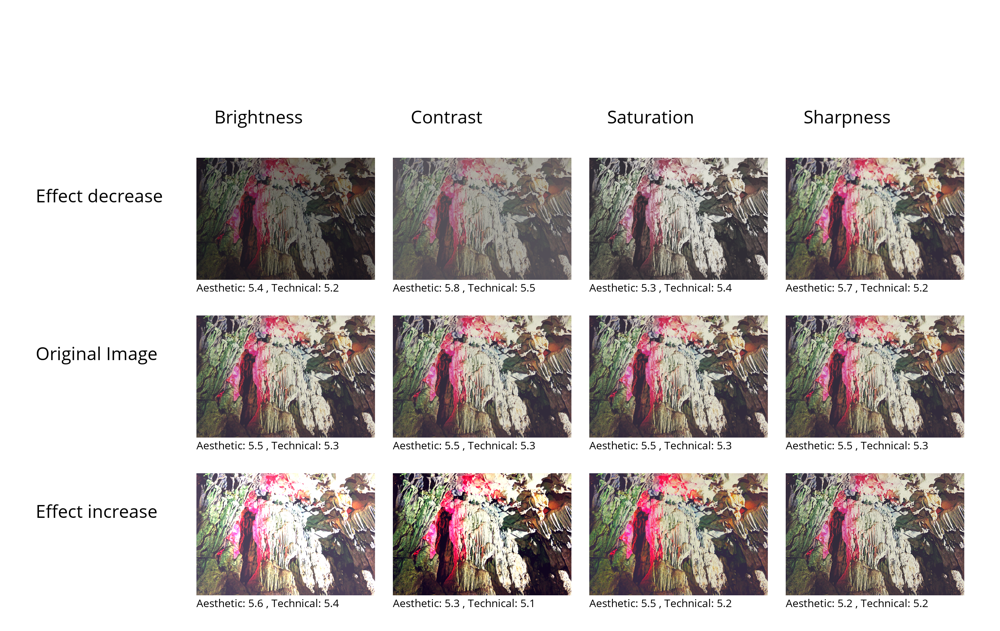 Brightness Contrast Saturation Sharpness
Effect decrease
Aesthetic: 5.4 , Technical: 5.2 Aesthetic: 5.8 , Technical: 5.5 Aesthetic: 5.3 , Technical: 5.4 Aesthetic: 5.7 , Technical: 5.2
Original Image
Aesthetic: 5.5 , Technical: 5.3 Aesthetic: 5.5 , Technical: 5.3 Aesthetic: 5.5 , Technical: 5.3 Aesthetic: 5.5 , Technical: 5.3
Effect increase
Aesthetic: 5.6 , Technical: 5.4 Aesthetic: 5.3 , Technical: 5.1 Aesthetic: 5.5 , Technical: 5.2 Aesthetic: 5.2 , Technical: 5.2